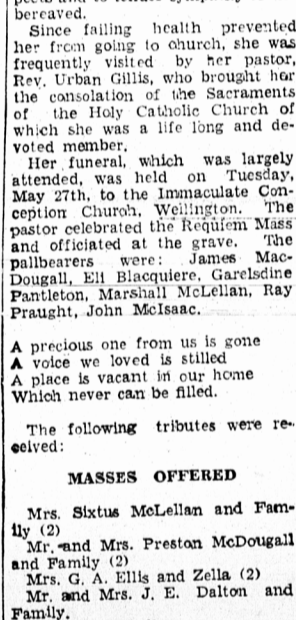 bereaved.
Since failing health prevented
her from going to church, she was
frequently visited by her pastor,
Rev. Urban Gillis, who brought her
the consolation of the Sacraments
of the Holy Catholic Church of
which she was a life long and de-
voted member.
Her funeral, which was largely
attended, was held on Tuesday,
May 27th, to the Immaculate Con-
ception Church, Wellington. The
pastor celebrated the Requiem Mass
and officiated at the grave. The
pallbearers were: James Mac-
Dougall, Eli Blacquiere, Garelsdine
Pantleton, Marshall McLellan, Ray
Praught, John McIsaac.
A precious one from us is gone
A voice we loved is stilled
A place is vacant in our home
Which never can be filled.
The following tributes were re-
ceived:
MASSES OFFERED
Mrs. Sixtus McLellan and Fam-
ily (2)
Mr. and Mrs. Preston McDougall
and Family (2)
Mrs. G. A. Ellis and Zella (2)
Mr. and Mrs. J. E. Dalton and
Family.